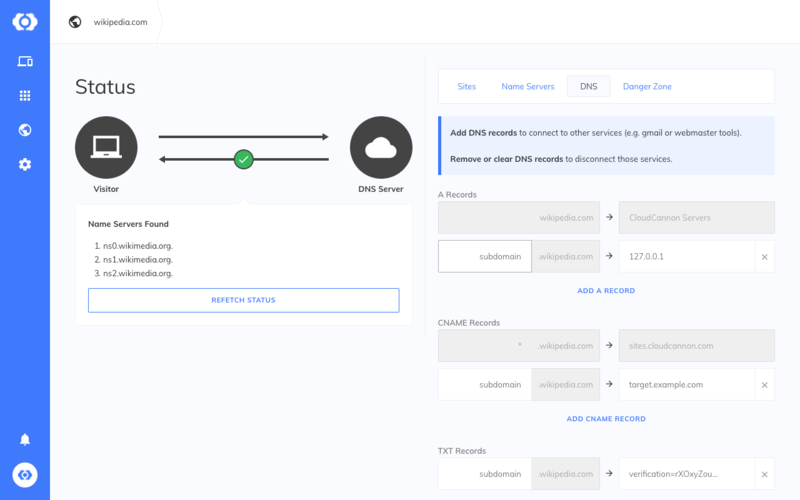 wikipedia.com
Status
Visitor
DNS Server
Name Servers Found
1. ns0.wikimedia.org.
2. ns1.wikimedia.org.
3. ns2.wikimedia.org.
REFETCH STATUS
Sites Name Servers DNS Danger Zone
Add DNS records to connect to other services (e.g. gmail or webmaster tools).
Remove or clear DNS records to disconnect those services.
A Records
wikipedia.com → CloudCannon Servers
subdomain .wikipedia.com → 127.0.0.1 ×
ADD A RECORD
CNAME Records
* .wikipedia.com → sites.cloudcannon.com
subdomain .wikipedia.com → target.example.com ×
ADD CNAME RECORD
TXT Records
subdomain .wikipedia.com → verification=rXOxyZou... ×